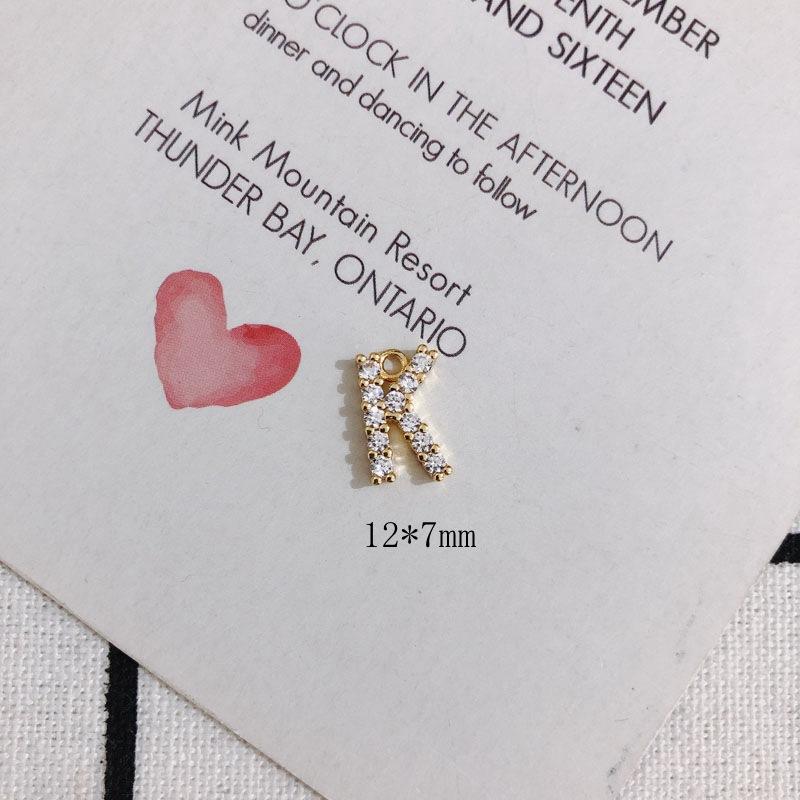 AND SIXTEEN
O'CLOCK IN THE AFTERNOON
dinner and dancing to follow
Mink Mountain Resort
THUNDER BAY, ONTARIO
K
12*7mm